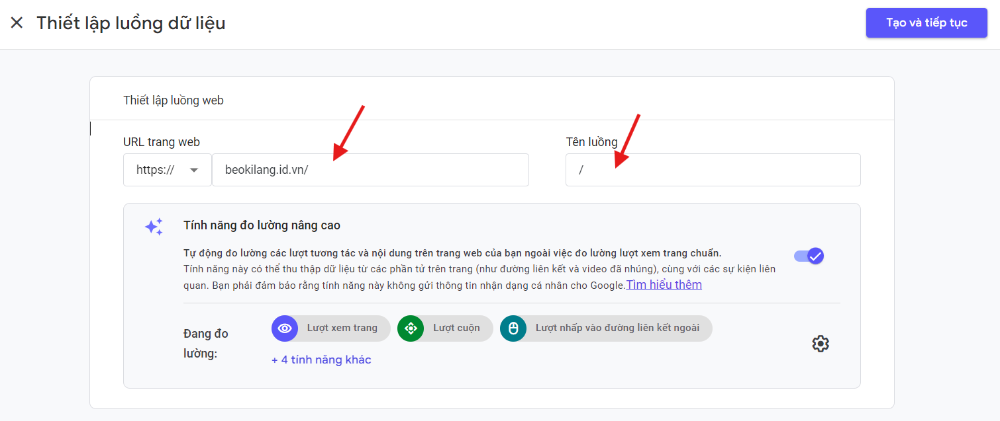 Thiết lập luồng dữ liệu
Tạo và tiếp tục
Thiết lập luồng web
URL trang web
Tên luồng
https://
beokilang.id.vn/
/
Tính năng đo lường nâng cao
Tự động đo lường các lượt tương tác và nội dung trên trang web của bạn ngoài việc đo lường lượt xem trang chuẩn.
Tính năng này có thể thu thập dữ liệu từ các phần tử trên trang (như đường liên kết và video đã nhúng), cùng với các sự kiện liên
quan. Bạn phải đảm bảo rằng tính năng này không gửi thông tin nhận dạng cá nhân cho Google.Tìm hiểu thêm
Đang đo
lường:
Lượt xem trang
Lượt cuộn
Lượt nhấp vào đường liên kết ngoài
+ 4 tính năng khác